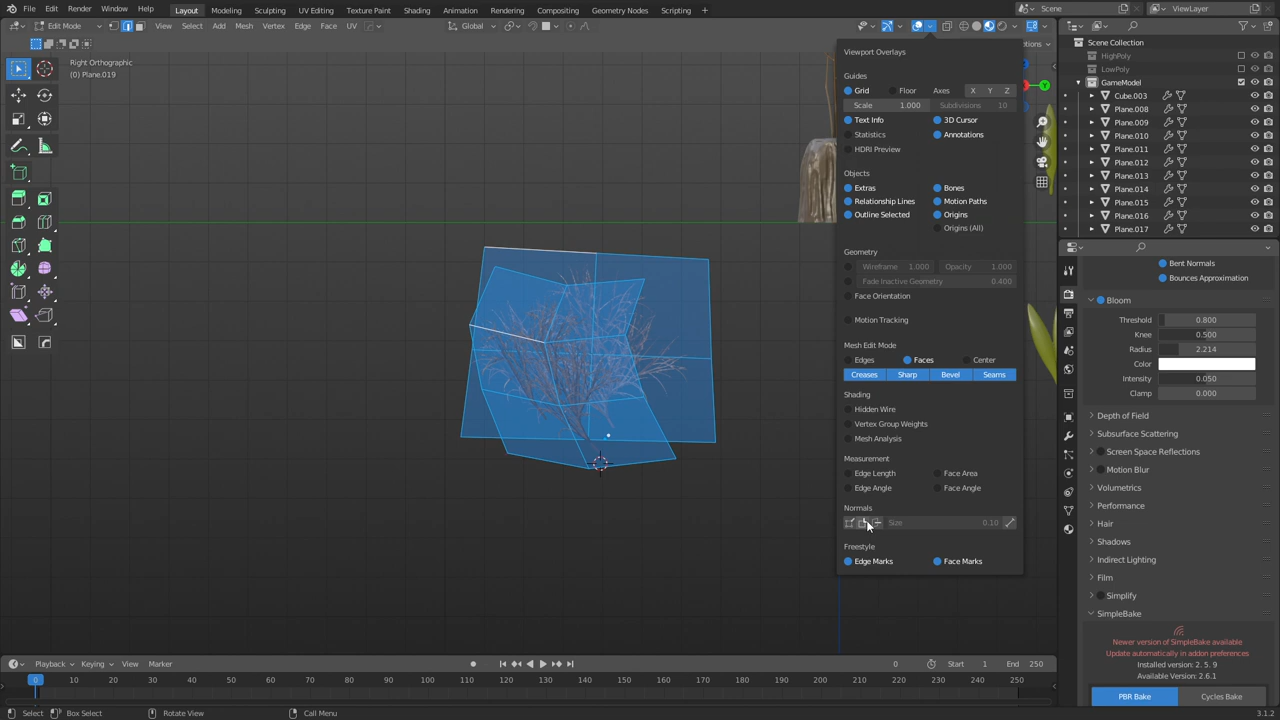 File Edit Render Window Help Layout Modeling Sculpting UV Editing Texture Paint Shading Animation Rendering Compositing Geometry Nodes Scripting + Scene ViewLayer
Edit Mode View Select Add Mesh Vertex Edge Face UV Global
Options
Right Orthographic
(0) Plane.019
Viewport Overlays
Guides
Grid Floor Axes X Y Z
Scale 1.000 Subdivisions 10
Text Info 3D Cursor
Statistics Annotations
HDRI Preview
Objects
Extras Bones
Relationship Lines Motion Paths
Outline Selected Origins
Origins (All)
Geometry
Wireframe 1.000 Opacity 1.000
Fade Inactive Geometry 0.400
Face Orientation
Motion Tracking
Mesh Edit Mode
Edges Faces Center
Creases Sharp Bevel Seams
Shading
Hidden Wire
Vertex Group Weights
Mesh Analysis
Measurement
Edge Length Face Area
Edge Angle Face Angle
Normals
Size 0.10
Freestyle
Edge Marks Face Marks
Scene Collection
HighPoly
LowPoly
GameModel
Cube.003
Plane.008
Plane.009
Plane.010
Plane.011
Plane.012
Plane.013
Plane.014
Plane.015
Plane.016
Plane.017
Bent Normals
Bounces Approximation
Bloom
Threshold 0.800
Knee 0.500
Radius 2.214
Color
Intensity 0.050
Clamp 0.000
Depth of Field
Subsurface Scattering
Screen Space Reflections
Motion Blur
Volumetrics
Performance
Hair
Shadows
Indirect Lighting
Film
Simplify
SimpleBake
Newer version of SimpleBake available
Update automatically in addon preferences
Installed version: 2. 5. 9
Available Version: 2.6.1
PBR Bake Cycles Bake
Playback Keying View Marker 0 Start 1 End 250
0 10 20 30 40 50 60 70 80 90 100 110 120 130 140 150 160 170 180 190 200 210 220 230 240 250
Select Box Select Rotate View Call Menu 3.1.2